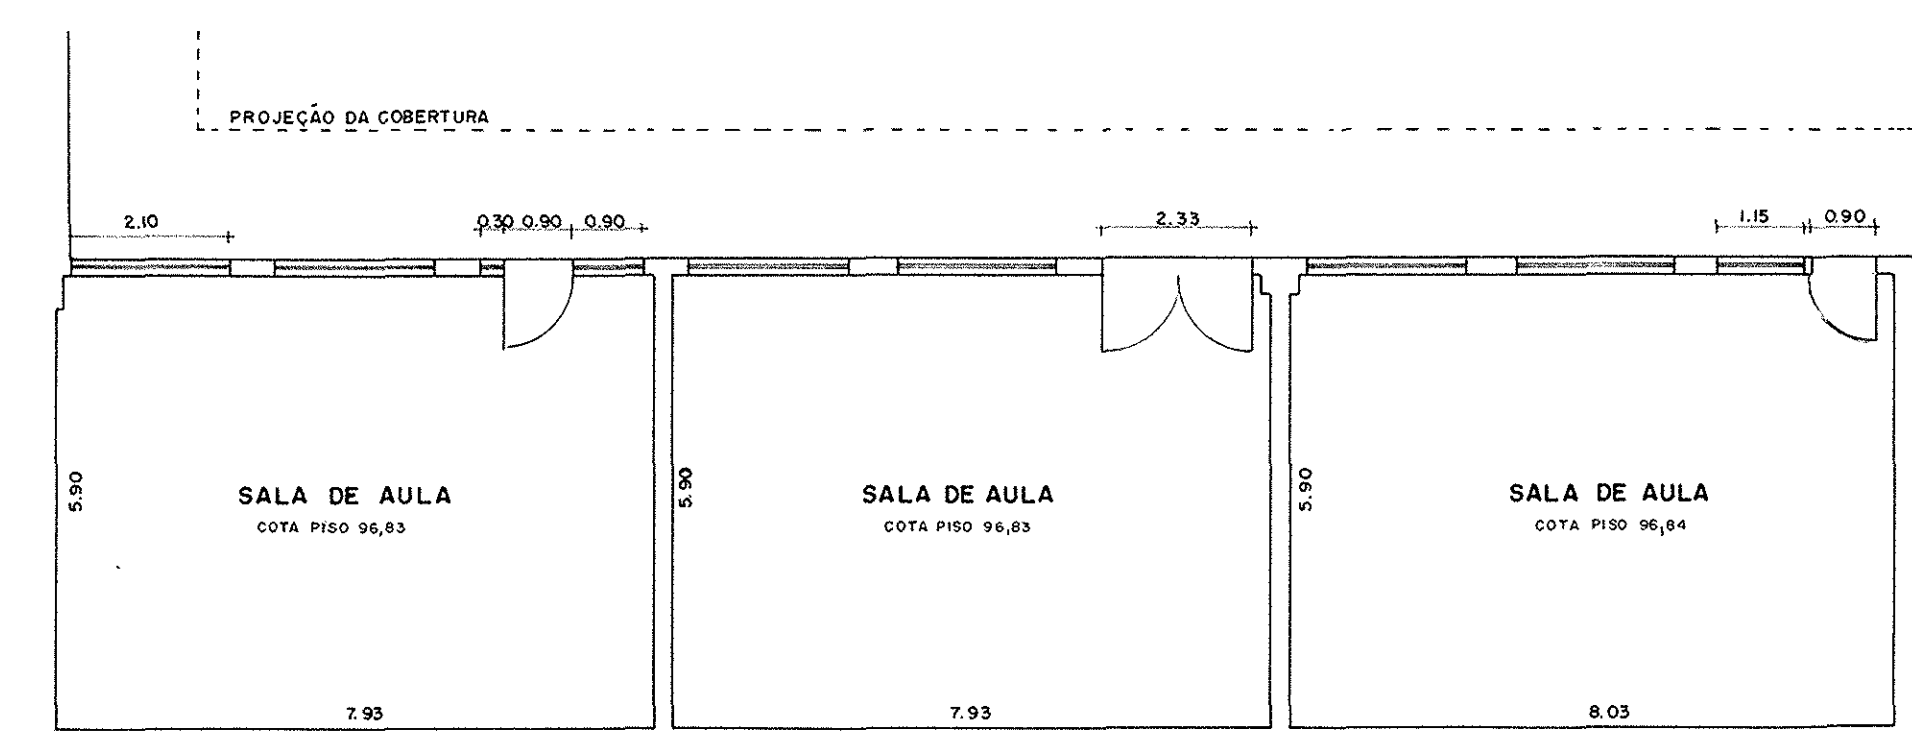 PROJEÇÃO DA COBERTURA
2.10
0.30 0.90 0.90
2.33
1.15 0.90
5.90
SALA DE AULA
COTA PISO 96,83
7.93
5.90
SALA DE AULA
COTA PISO 96,83
7.93
5.90
SALA DE AULA
COTA PISO 96,84
8.03